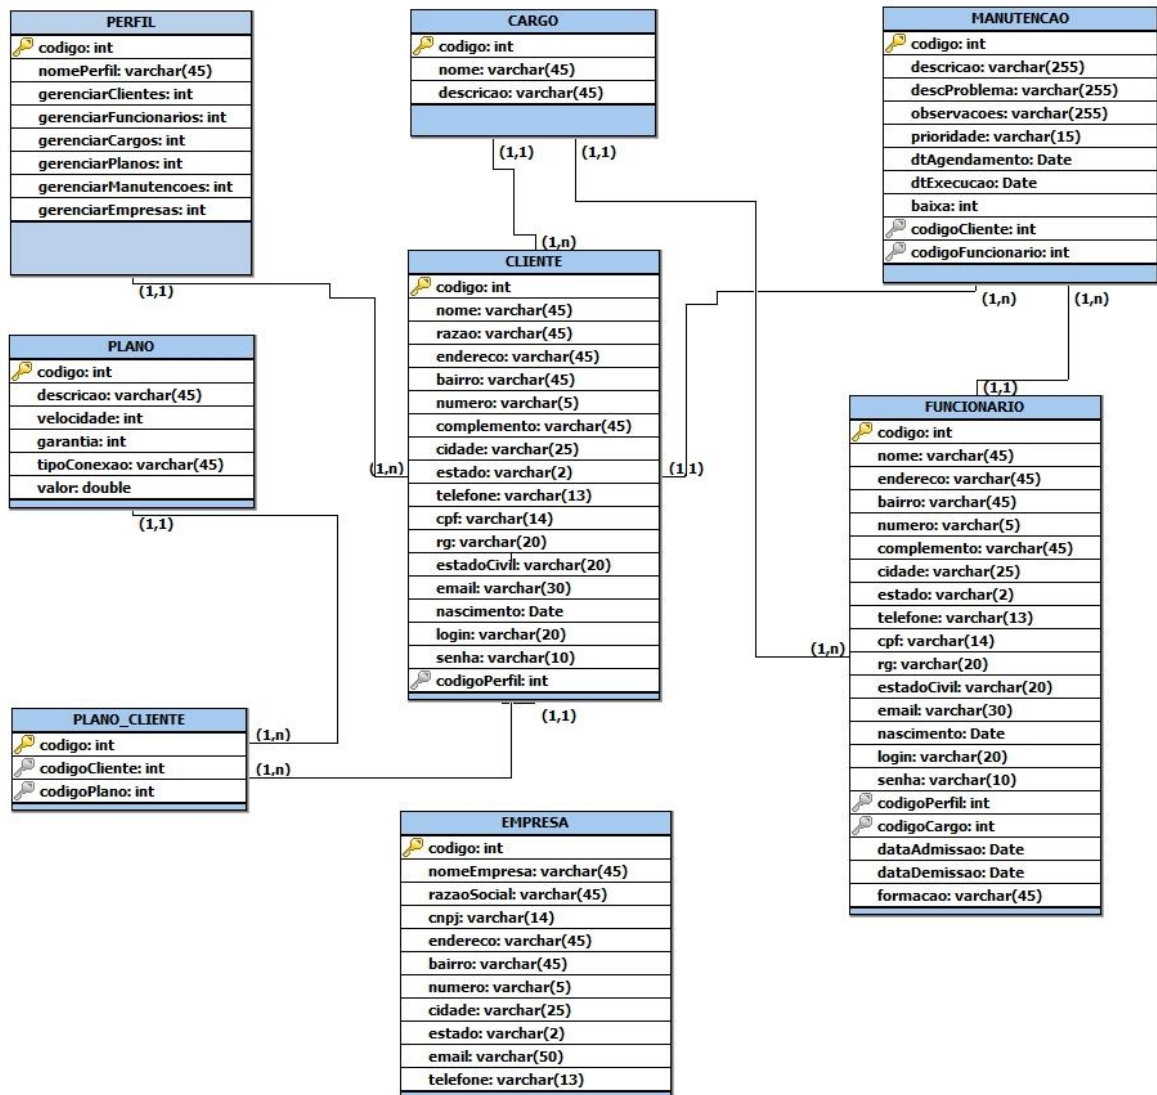 PERFIL
codigo: int
nomePerfil: varchar(45)
gerenciarClientes: int
gerenciarFuncionarios: int
gerenciarCargos: int
gerenciarPlanos: int
gerenciarManutencoes: int
gerenciarEmpresas: int
(1,1)
CARGO
codigo: int
nome: varchar(45)
descricao: varchar(45)
(1,1)
(1,1)
MANUTENCAO
codigo: int
descricao: varchar(255)
descProblema: varchar(255)
observacoes: varchar(255)
prioridade: varchar(15)
dtAgendamento: Date
dtExecucao: Date
baixa: int
codigoCliente: int
codigoFuncionario: int
(1,n)
(1,n)
(1,n)
CLIENTE
codigo: int
nome: varchar(45)
razao: varchar(45)
endereco: varchar(45)
bairro: varchar(45)
numero: varchar(5)
complemento: varchar(45)
cidade: varchar(25)
estado: varchar(2)
telefone: varchar(13)
cpf: varchar(14)
rg: varchar(20)
estadoCivil: varchar(20)
email: varchar(30)
nascimento: Date
login: varchar(20)
senha: varchar(10)
codigoPerfil: int
(1,n)
(1,1)
(1,1)
PLANO
codigo: int
descricao: varchar(45)
velocidade: int
garantia: int
tipoConexao: varchar(45)
valor: double
(1,1)
(1,1)
FUNCIONARIO
codigo: int
nome: varchar(45)
endereco: varchar(45)
bairro: varchar(45)
numero: varchar(5)
complemento: varchar(45)
cidade: varchar(25)
estado: varchar(2)
telefone: varchar(13)
cpf: varchar(14)
rg: varchar(20)
estadoCivil: varchar(20)
email: varchar(30)
nascimento: Date
login: varchar(20)
senha: varchar(10)
codigoPerfil: int
codigoCargo: int
dataAdmissao: Date
dataDemissao: Date
formacao: varchar(45)
(1,n)
PLANO_CLIENTE
codigo: int
codigoCliente: int
codigoPlano: int
(1,n)
(1,n)
EMPRESA
codigo: int
nomeEmpresa: varchar(45)
razaoSocial: varchar(45)
cnpj: varchar(14)
endereco: varchar(45)
bairro: varchar(45)
numero: varchar(5)
cidade: varchar(25)
estado: varchar(2)
email: varchar(50)
telefone: varchar(13)